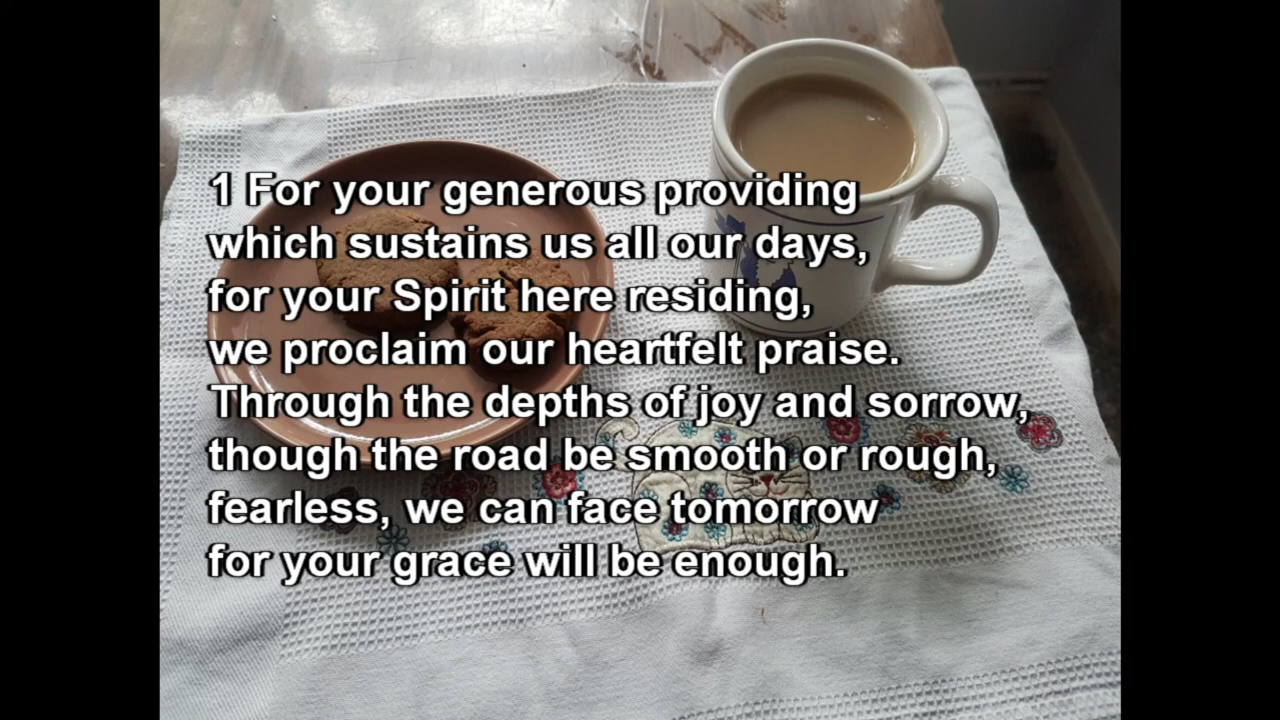 1 For your generous providing
which sustains us all our days,
for your Spirit here residing,
we proclaim our heartfelt praise.
Through the depths of joy and sorrow,
though the road be smooth or rough,
fearless, we can face tomorrow
for your grace will be enough.